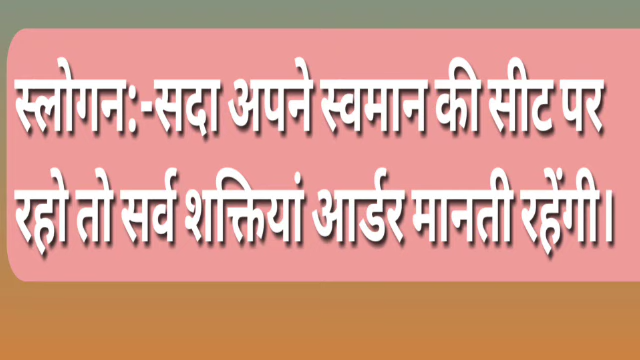 स्लोगन:-सदा अपने स्वमान की सीट पर
रहो तो सर्व शक्तियां आर्डर मानती रहेंगी।